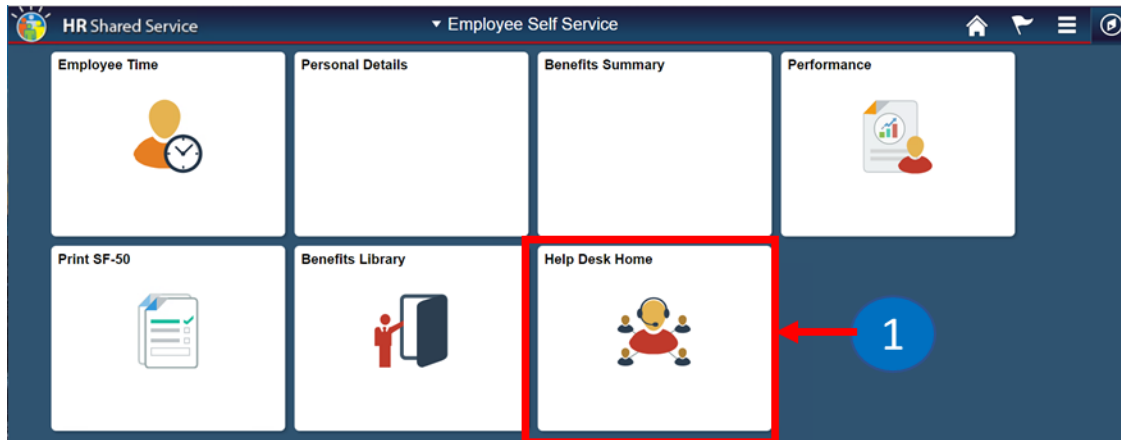 HR Shared Service
Employee Self Service
Employee Time
Personal Details
Benefits Summary
Performance
Print SF-50
Benefits Library
Help Desk Home
1